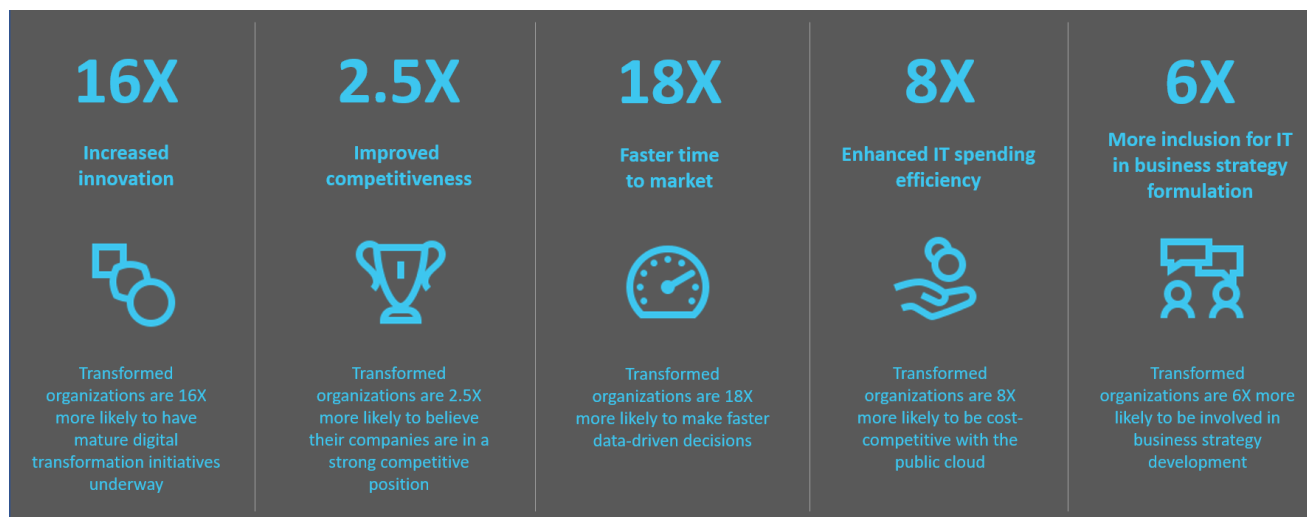 16X
Increased
innovation
Transformed
organizations are 16X
more likely to have
mature digital
transformation initiatives
underway
2.5X
Improved
competitiveness
Transformed
organizations are 2.5X
more likely to believe
their companies are in a
strong competitive
position
18X
Faster time
to market
Transformed
organizations are 18X
more likely to make faster
data-driven decisions
8X
Enhanced IT spending
efficiency
Transformed
organizations are 8X
more likely to be cost-
competitive with the
public cloud
6X
More inclusion for IT
in business strategy
formulation
Transformed
organizations are 6X more
likely to be involved in
business strategy
development